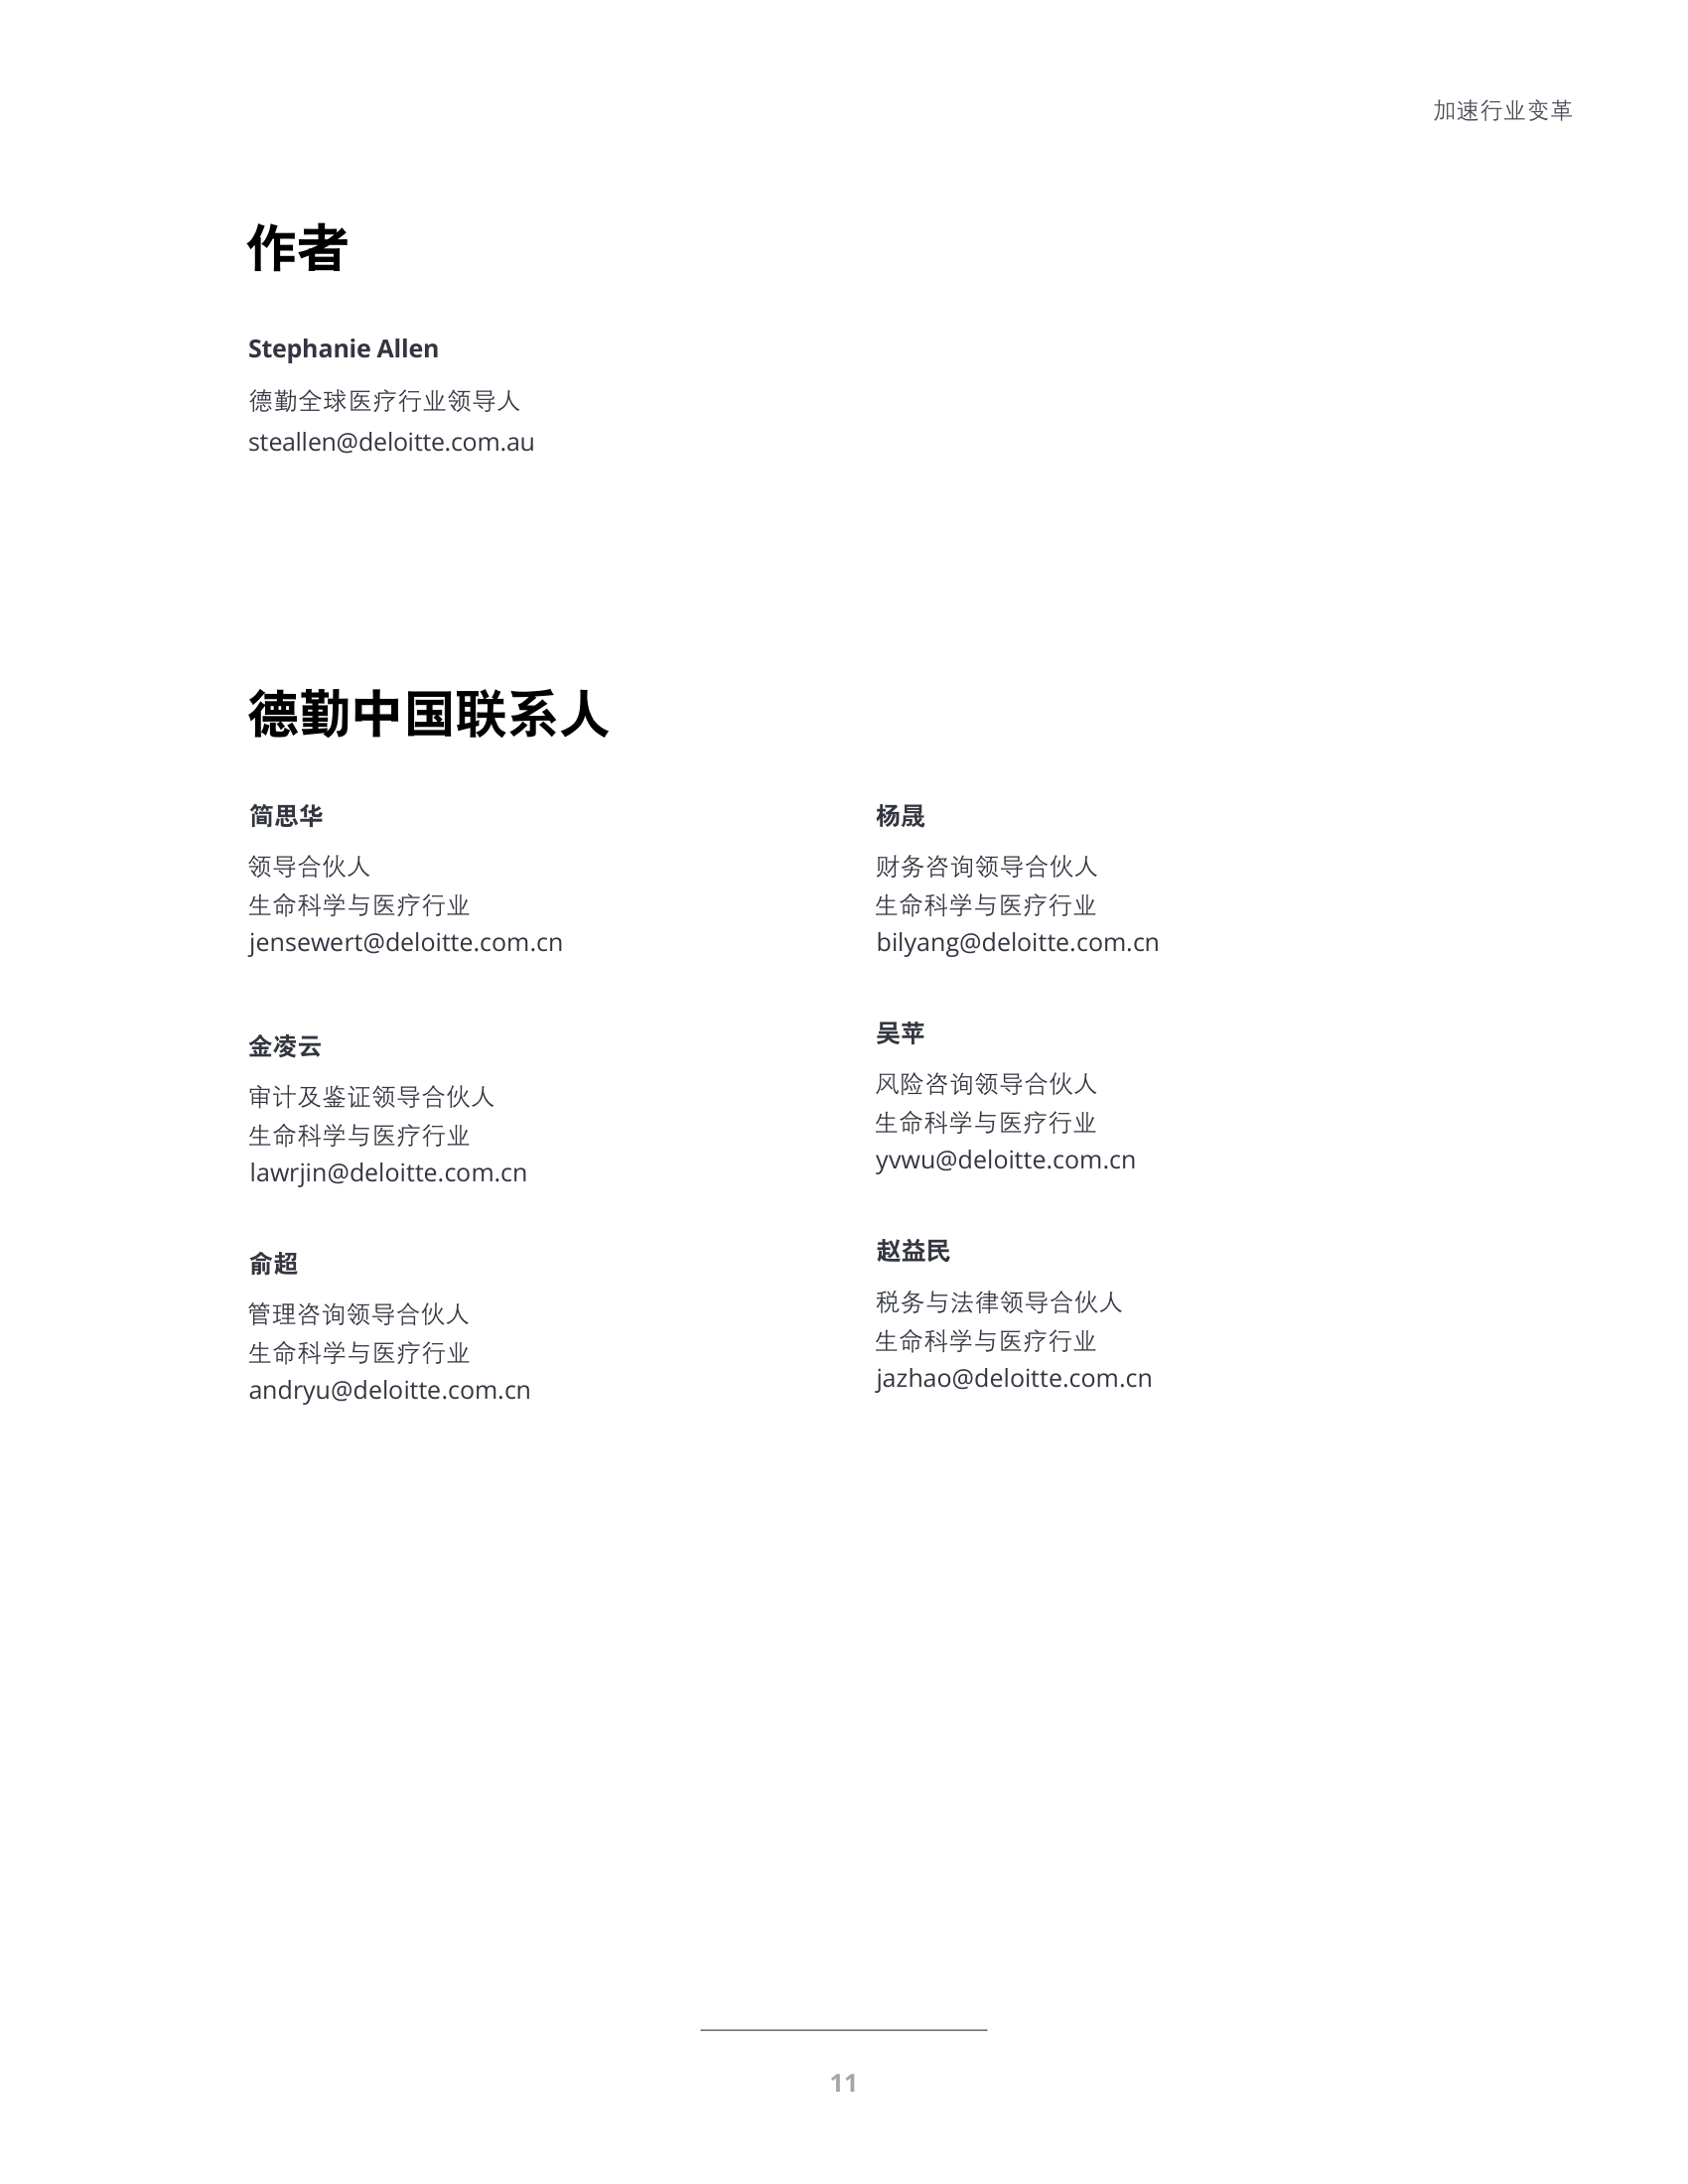 加速行业变革
作者
Stephanie Allen
德勤全球医疗行业领导人
steallen@deloitte.com.au
德勤中国联系人
简思华
领导合伙人
生命科学与医疗行业
jensewert@deloitte.com.cn
金凌云
审计及鉴证领导合伙人
生命科学与医疗行业
lawrjin@deloitte.com.cn
俞超
管理咨询领导合伙人
生命科学与医疗行业
andryu@deloitte.com.cn
杨晟
财务咨询领导合伙人
生命科学与医疗行业
bilyang@deloitte.com.cn
吴苹
风险咨询领导合伙人
生命科学与医疗行业
yvwu@deloitte.com.cn
赵益民
税务与法律领导合伙人
生命科学与医疗行业
jazhao@deloitte.com.cn
11